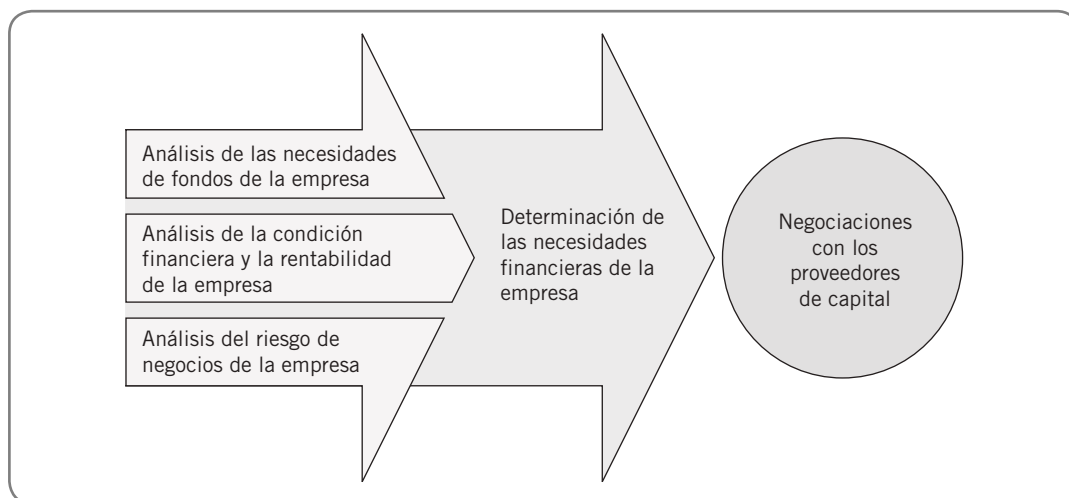 Análisis de las necesidades
de fondos de la empresa
Análisis de la condición
financiera y la rentabilidad
de la empresa
Análisis del riesgo de
negocios de la empresa
Determinación de
las necesidades
financieras de la
empresa
Negociaciones
con los
proveedores
de capital